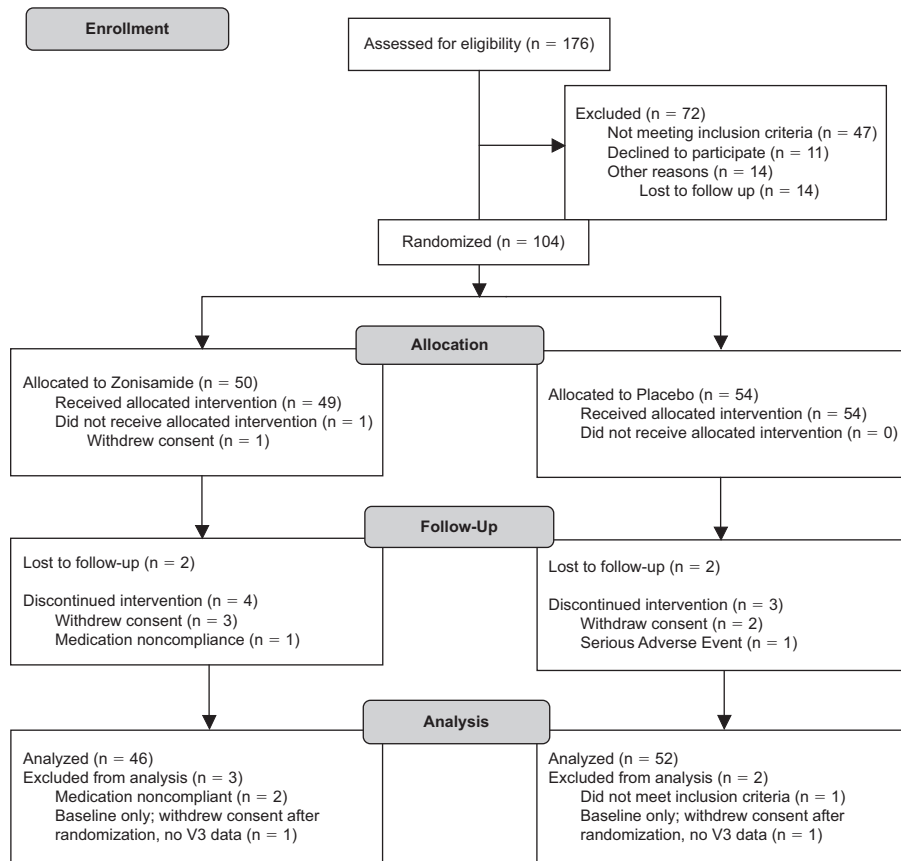 Enrollment
Assessed for eligibility (n = 176)
Excluded (n = 72)
Not meeting inclusion criteria (n = 47)
Declined to participate (n = 11)
Other reasons (n = 14)
Lost to follow up (n = 14)
Randomized (n = 104)
Allocation
Allocated to Zonisamide (n = 50)
Received allocated intervention (n = 49)
Did not receive allocated intervention (n = 1)
Withdrew consent (n = 1)
Allocated to Placebo (n = 54)
Received allocated intervention (n = 54)
Did not receive allocated intervention (n = 0)
Follow-Up
Lost to follow-up (n = 2)
Discontinued intervention (n = 4)
Withdrew consent (n = 3)
Medication noncompliance (n = 1)
Lost to follow-up (n = 2)
Discontinued intervention (n = 3)
Withdraw consent (n = 2)
Serious Adverse Event (n = 1)
Analysis
Analyzed (n = 46)
Excluded from analysis (n = 3)
Medication noncompliant (n = 2)
Baseline only; withdrew consent after
randomization, no V3 data (n = 1)
Analyzed (n = 52)
Excluded from analysis (n = 2)
Did not meet inclusion criteria (n = 1)
Baseline only; withdrew consent after
randomization, no V3 data (n = 1)